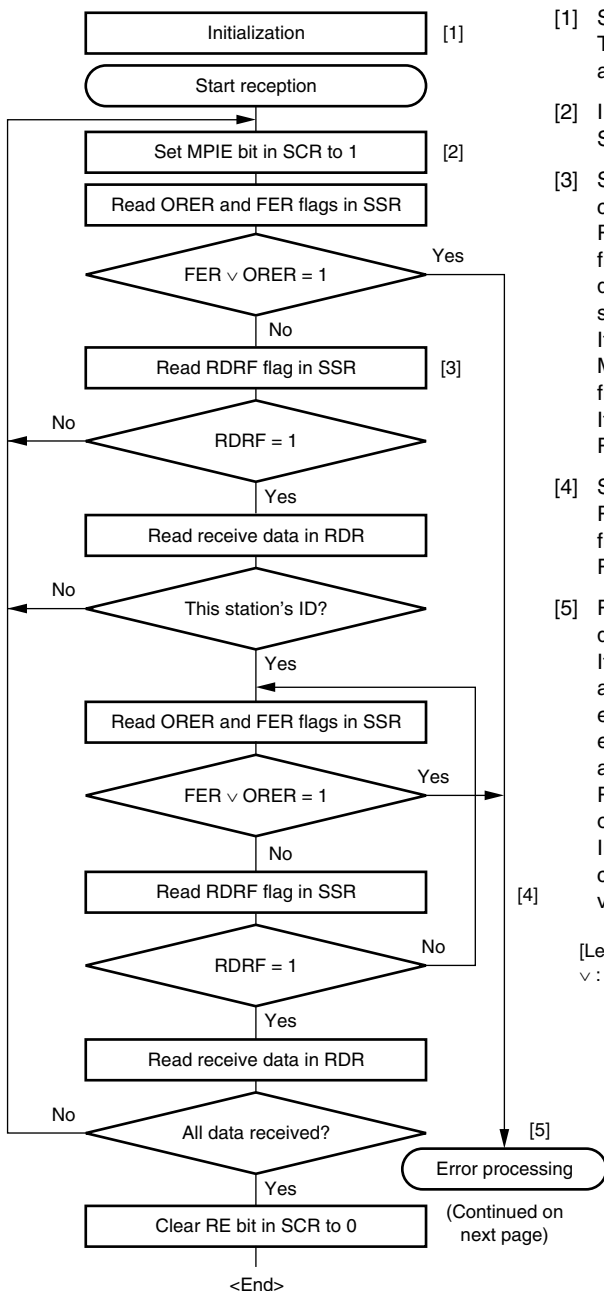 Initialization [1]
Start reception
Set MPIE bit in SCR to 1 [2]
Read ORER and FER flags in SSR
Yes
FER ∨ ORER = 1
No
Read RDRF flag in SSR [3]
No
RDRF = 1
Yes
Read receive data in RDR
No
This station's ID?
Yes
Read ORER and FER flags in SSR
Yes
FER ∨ ORER = 1
No
Read RDRF flag in SSR
[4]
No
RDRF = 1
Yes
Read receive data in RDR
No
All data received?
[5]
Error processing
Yes
(Continued on
next page)
Clear RE bit in SCR to 0
<End>
[1]
[2]
[3]
[4]
[5]
[Le
∨ :